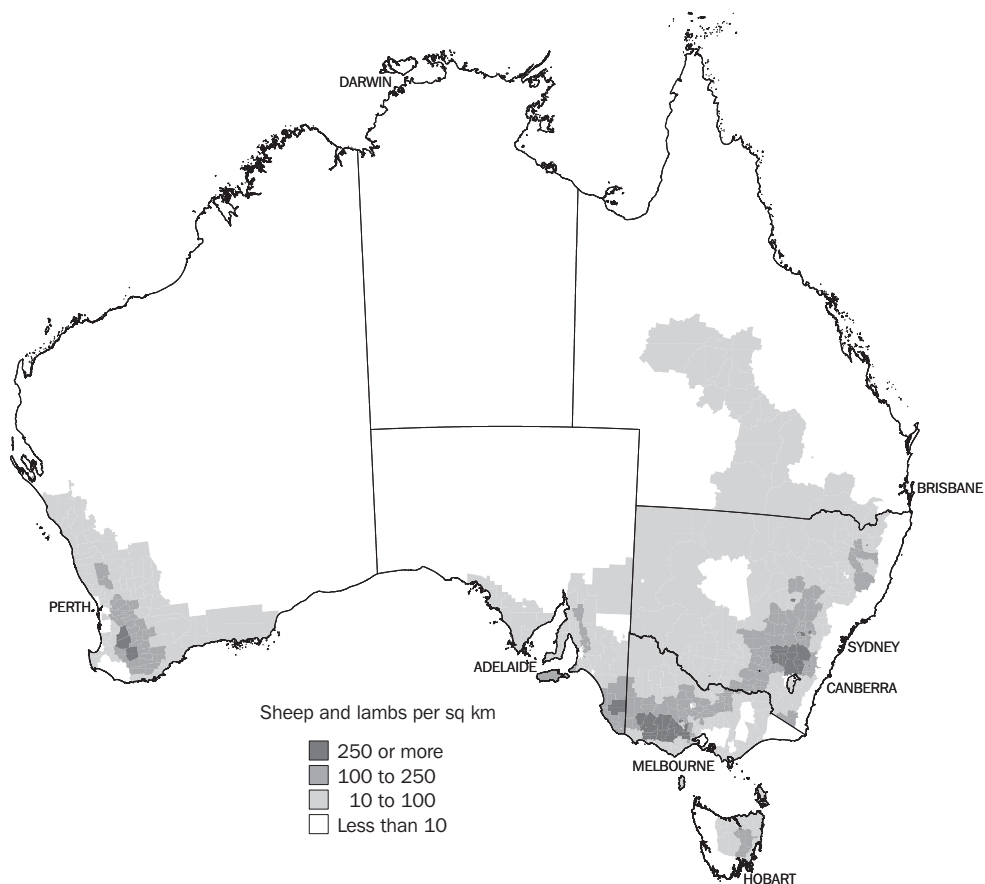 DARWIN
BRISBANE
PERTH
SYDNEY
ADELAIDE
CANBERRA
Sheep and lambs per sq km
250 or more
100 to 250
10 to 100
Less than 10
MELBOURNE
HOBART